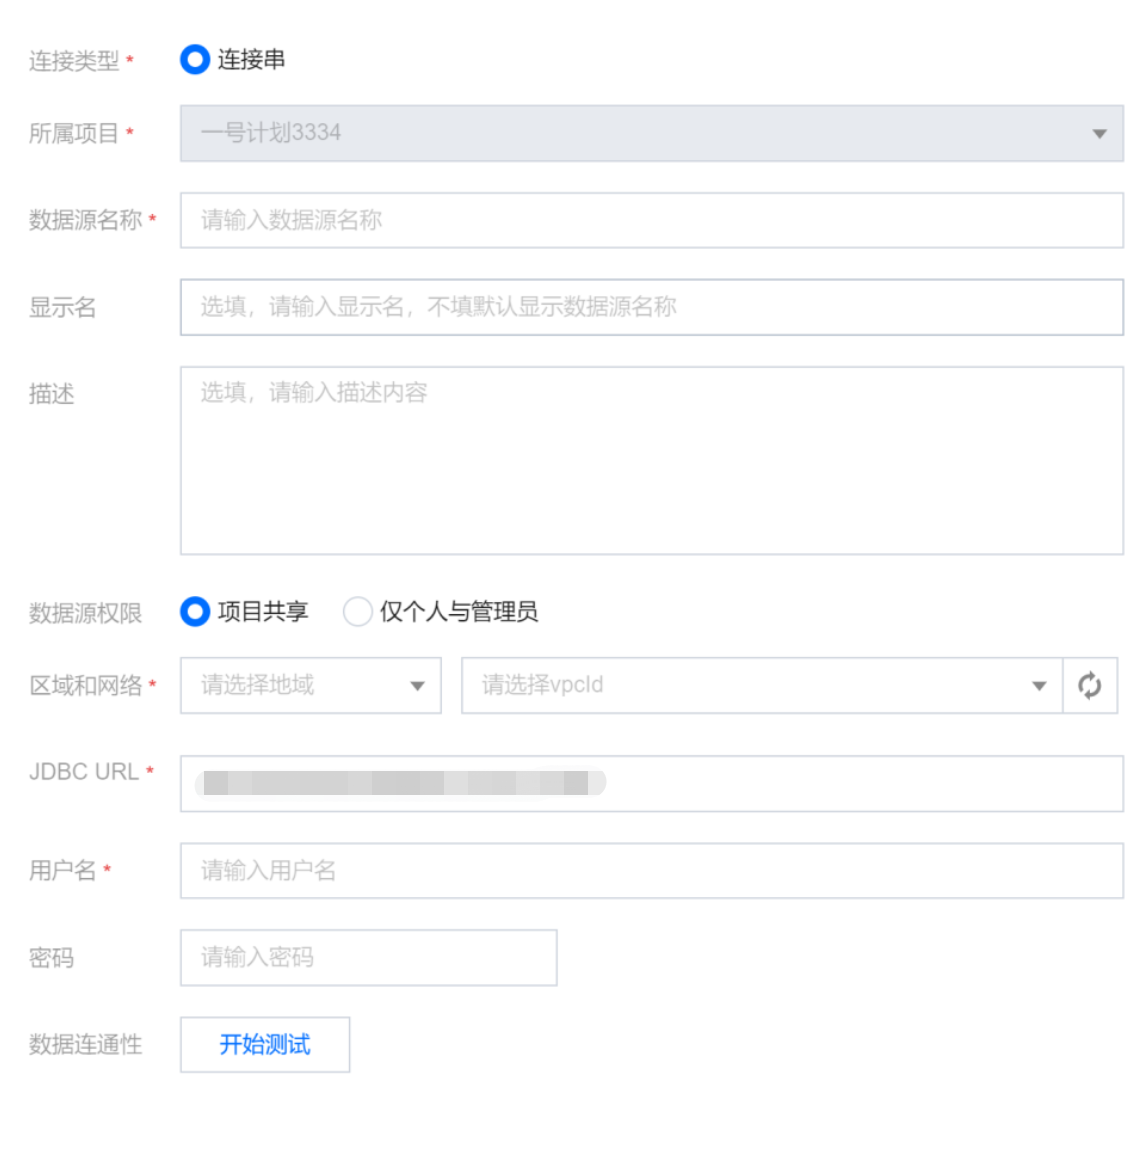 连接类型 * 连接串
所属项目 * 一号计划3334
数据源名称 * 请输入数据源名称
显示名 选填，请输入显示名，不填默认显示数据源名称
描述 选填，请输入描述内容
数据源权限 项目共享 仅个人与管理员
区域和网络 * 请选择地域 请选择vpcId
JDBC URL *
用户名 * 请输入用户名
密码 请输入密码
数据连通性 开始测试